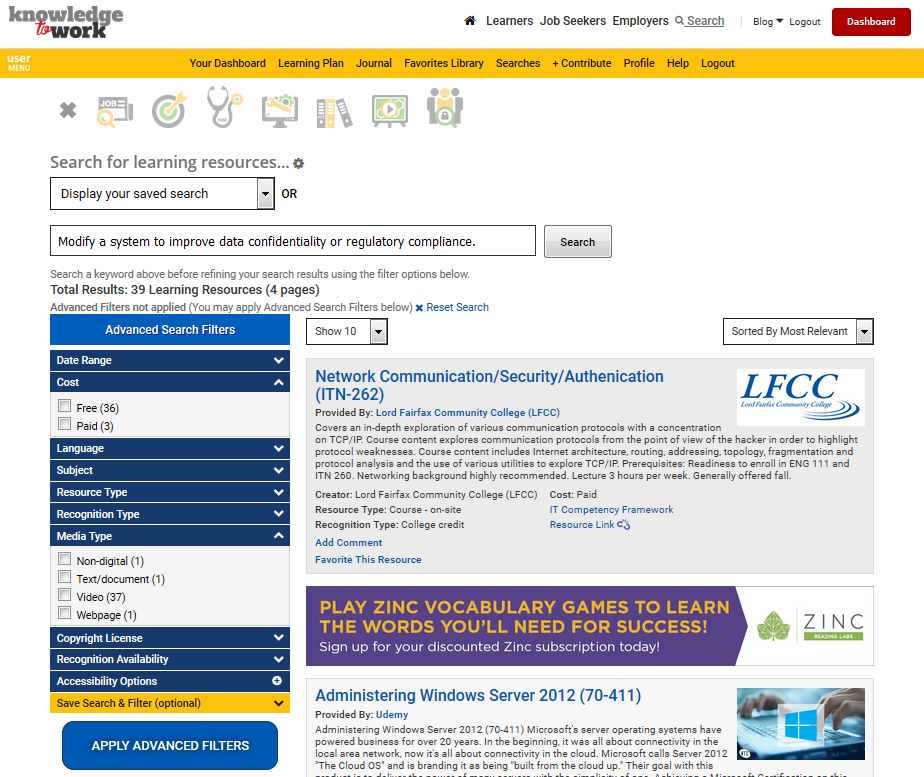 knowledge
to work
Learners Job Seekers Employers Search Blog Logout Dashboard
user
MENU
Your Dashboard Learning Plan Journal Favorites Library Searches + Contribute Profile Help Logout
JOB
Search for learning resources...
Display your saved search OR
Modify a system to improve data confidentiality or regulatory compliance. Search
Search a keyword above before refining your search results using the filter options below.
Total Results: 39 Learning Resources (4 pages)
Advanced Filters not applied (You may apply Advanced Search Filters below) Reset Search
Advanced Search Filters
Date Range
Cost
Free (36)
Paid (3)
Language
Subject
Resource Type
Recognition Type
Media Type
Non-digital (1)
Text/document (1)
Video (37)
Webpage (1)
Copyright License
Recognition Availability
Accessibility Options
Save Search & Filter (optional)
APPLY ADVANCED FILTERS
Show 10 Sorted By Most Relevant
Network Communication/Security/Authenication
(ITN-262)
LFCC
Lord Fairfax Community College
Provided By: Lord Fairfax Community College (LFCC)
Covers an in-depth exploration of various communication protocols with a concentration
on TCP/IP. Course content explores communication protocols from the point of view of the hacker in order to highlight
protocol weaknesses. Course content includes Internet architecture, routing, addressing, topology, fragmentation and
protocol analysis and the use of various utilities to explore TCP/IP. Prerequisites: Readiness to enroll in ENG 111 and
ITN 260. Networking background highly recommended. Lecture 3 hours per week. Generally offered fall.
Creator: Lord Fairfax Community College (LFCC) Cost: Paid
Resource Type: Course - on-site IT Competency Framework
Recognition Type: College credit Resource Link
Add Comment
Favorite This Resource
PLAY ZINC VOCABULARY GAMES TO LEARN
THE WORDS YOU'LL NEED FOR SUCCESS!
Sign up for your discounted Zinc subscription today!
ZINC
READING LABS
Administering Windows Server 2012 (70-411)
Provided By: Udemy
Administering Windows Server 2012 (70-411) Microsoft's server operating systems have
powered business for over 20 years. In the beginning, it was all about connectivity in the
local area network, now it's all about connectivity in the cloud. Microsoft calls Server 2012
"The Cloud OS" and is branding it as being "built from the cloud up." Their goal with this